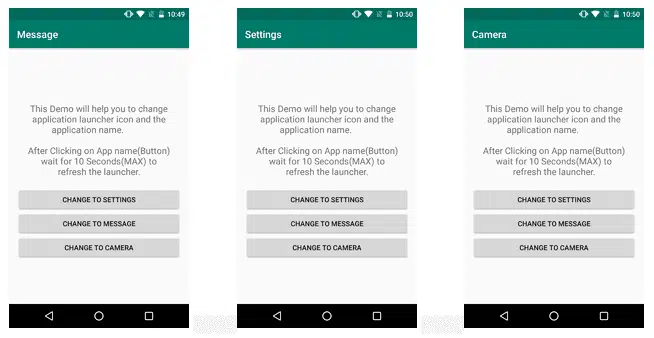 10:49
Message
This Demo will help you to change
application launcher icon and the
application name.
After Clicking on App name(Button)
wait for 10 Seconds(MAX) to
refresh the launcher.
CHANGE TO SETTINGS
CHANGE TO MESSAGE
CHANGE TO CAMERA
10:50
Settings
This Demo will help you to change
application launcher icon and the
application name.
After Clicking on App name(Button)
wait for 10 Seconds(MAX) to
refresh the launcher.
CHANGE TO SETTINGS
CHANGE TO MESSAGE
CHANGE TO CAMERA
10:50
Camera
This Demo will help you to change
application launcher icon and the
application name.
After Clicking on App name(Button)
wait for 10 Seconds(MAX) to
refresh the launcher.
CHANGE TO SETTINGS
CHANGE TO MESSAGE
CHANGE TO CAMERA